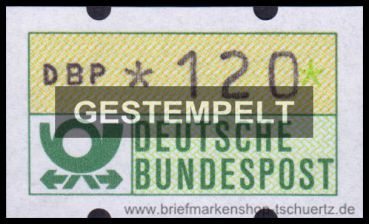 DBP * 120*
GESTEMPELT
DEUTSCHE
BUNDESPOST
www.briefmarkenshop-tschuertz.de